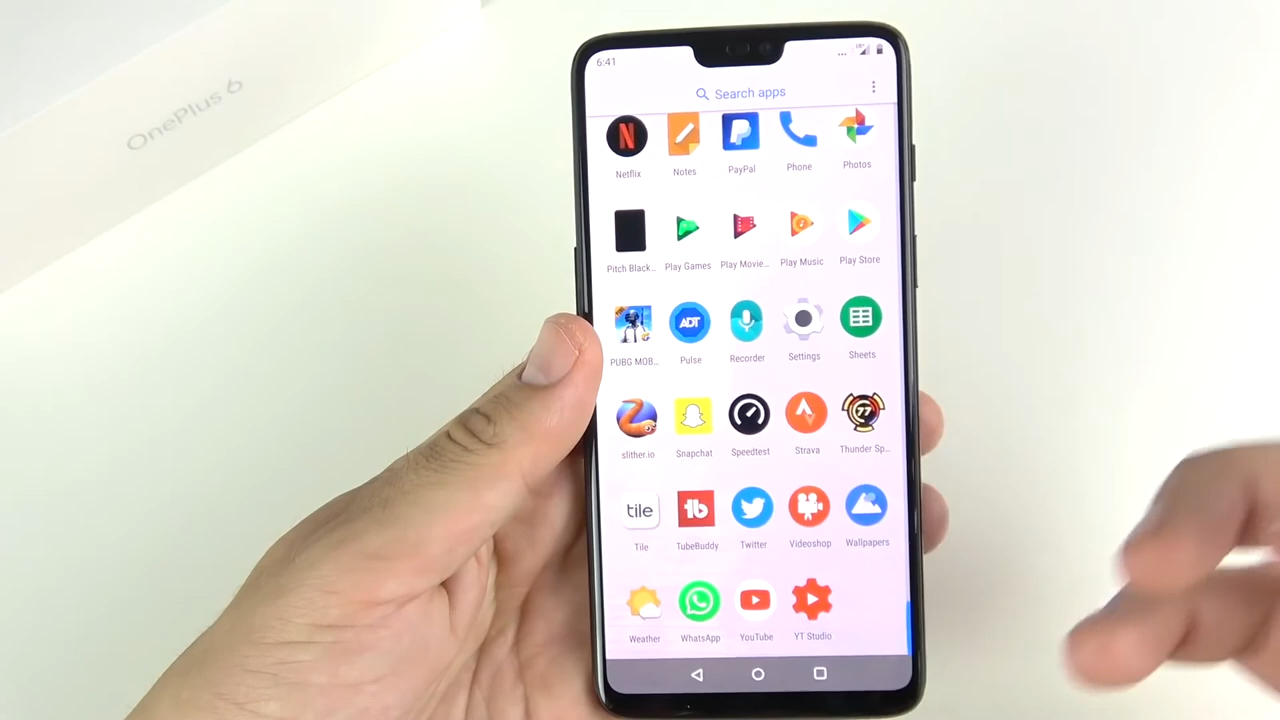 OnePlus 6
6:41
Search apps
N
Netflix
Notes
PayPal
Phone
Photos
Pitch Black...
Play Games
Play Movie...
Play Music
Play Store
ADT
PUBG MOB...
Pulse
Recorder
Settings
Sheets
77
slither.io
Snapchat
Speedtest
Strava
Thunder Sp...
tile
tb
Tile
TubeBuddy
Twitter
Videoshop
Wallpapers
Weather
WhatsApp
YouTube
YT Studio